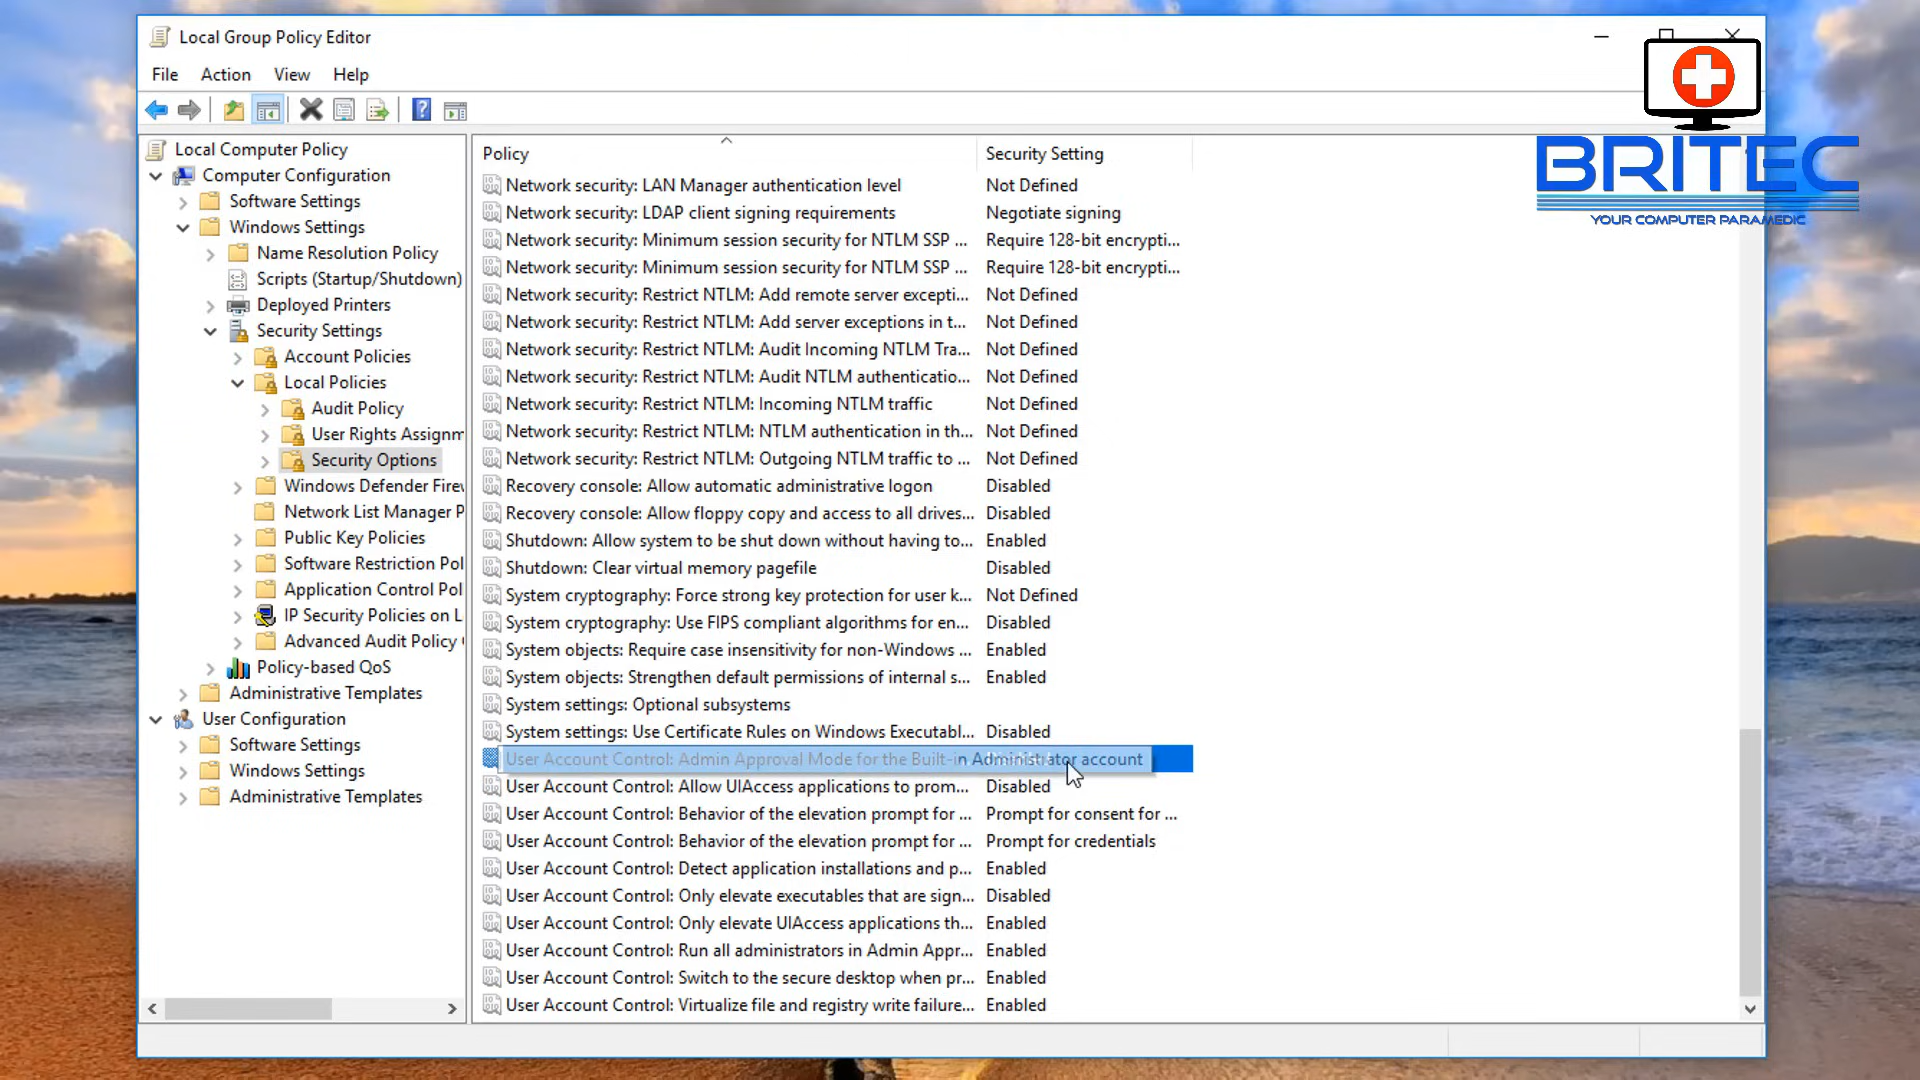 Local Group Policy Editor
File Action View Help
BRITEC
YOUR COMPUTER PARAMEDIC
Local Computer Policy
Computer Configuration
Software Settings
Windows Settings
Name Resolution Policy
Scripts (Startup/Shutdown)
Deployed Printers
Security Settings
Account Policies
Local Policies
Audit Policy
User Rights Assignm
Security Options
Windows Defender Firew
Network List Manager P
Public Key Policies
Software Restriction Pol
Application Control Pol
IP Security Policies on L
Advanced Audit Policy
Policy-based QoS
Administrative Templates
User Configuration
Software Settings
Windows Settings
Administrative Templates
Policy Security Setting
Network security: LAN Manager authentication level Not Defined
Network security: LDAP client signing requirements Negotiate signing
Network security: Minimum session security for NTLM SSP ... Require 128-bit encrypti...
Network security: Minimum session security for NTLM SSP ... Require 128-bit encrypti...
Network security: Restrict NTLM: Add remote server excepti... Not Defined
Network security: Restrict NTLM: Add server exceptions in t... Not Defined
Network security: Restrict NTLM: Audit Incoming NTLM Tra... Not Defined
Network security: Restrict NTLM: Audit NTLM authenticatio... Not Defined
Network security: Restrict NTLM: Incoming NTLM traffic Not Defined
Network security: Restrict NTLM: NTLM authentication in th... Not Defined
Network security: Restrict NTLM: Outgoing NTLM traffic to ... Not Defined
Recovery console: Allow automatic administrative logon Disabled
Recovery console: Allow floppy copy and access to all drives... Disabled
Shutdown: Allow system to be shut down without having to... Enabled
Shutdown: Clear virtual memory pagefile Disabled
System cryptography: Force strong key protection for user k... Not Defined
System cryptography: Use FIPS compliant algorithms for en... Disabled
System objects: Require case insensitivity for non-Windows ... Enabled
System objects: Strengthen default permissions of internal s... Enabled
System settings: Optional subsystems
System settings: Use Certificate Rules on Windows Executabl... Disabled
User Account Control: Admin Approval Mode for the Built-in Administrator account
User Account Control: Allow UIAccess applications to prom... Disabled
User Account Control: Behavior of the elevation prompt for ... Prompt for consent for ...
User Account Control: Behavior of the elevation prompt for ... Prompt for credentials
User Account Control: Detect application installations and p... Enabled
User Account Control: Only elevate executables that are sign... Disabled
User Account Control: Only elevate UIAccess applications th... Enabled
User Account Control: Run all administrators in Admin Appr... Enabled
User Account Control: Switch to the secure desktop when pr... Enabled
User Account Control: Virtualize file and registry write failure... Enabled